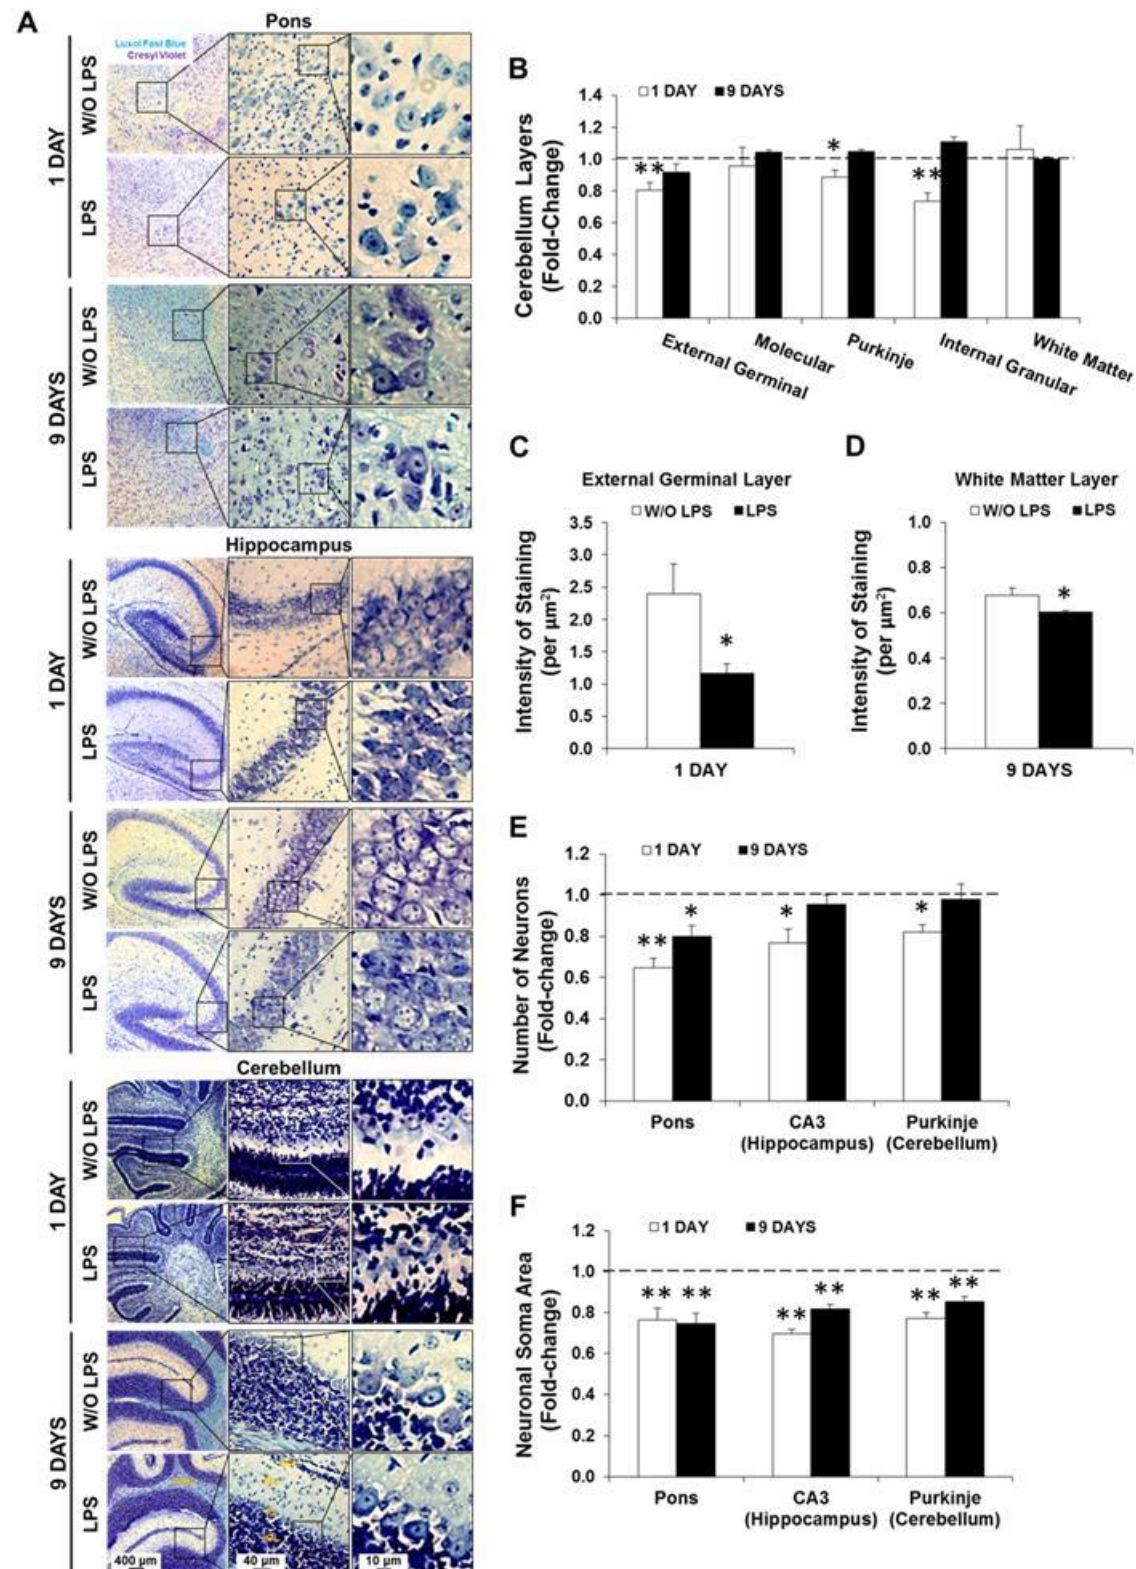 A
Pons
Luxol Fast Blue
Cresyl Violet
1 DAY
W/O LPS
LPS
9 DAYS
W/O LPS
LPS
Hippocampus
1 DAY
W/O LPS
LPS
9 DAYS
W/O LPS
LPS
Cerebellum
1 DAY
W/O LPS
LPS
9 DAYS
W/O LPS
LPS
400 µm
40 µm
10 µm
B
1 DAY 9 DAYS
Cerebellum Layers
(Fold-Change)
1.4
1.2
1.0
0.8
0.6
0.4
0.2
0.0
**
*
**
External Germinal
Molecular
Purkinje
Internal Granular
White Matter
C
External Germinal Layer
W/O LPS LPS
Intensity of Staining
(per µm²)
3.5
3.0
2.5
2.0
1.5
1.0
0.5
0.0
*
1 DAY
D
White Matter Layer
W/O LPS LPS
Intensity of Staining
(per µm²)
1.0
0.8
0.6
0.4
0.2
0.0
*
9 DAYS
E
1 DAY 9 DAYS
Number of Neurons
(Fold-change)
1.2
1.0
0.8
0.6
0.4
0.2
0.0
** * * *
Pons CA3 Purkinje
(Hippocampus) (Cerebellum)
F
1 DAY 9 DAYS
Neuronal Soma Area
(Fold-change)
1.2
1.0
0.8
0.6
0.4
0.2
0.0
** ** ** ** ** **
Pons CA3 Purkinje
(Hippocampus) (Cerebellum)